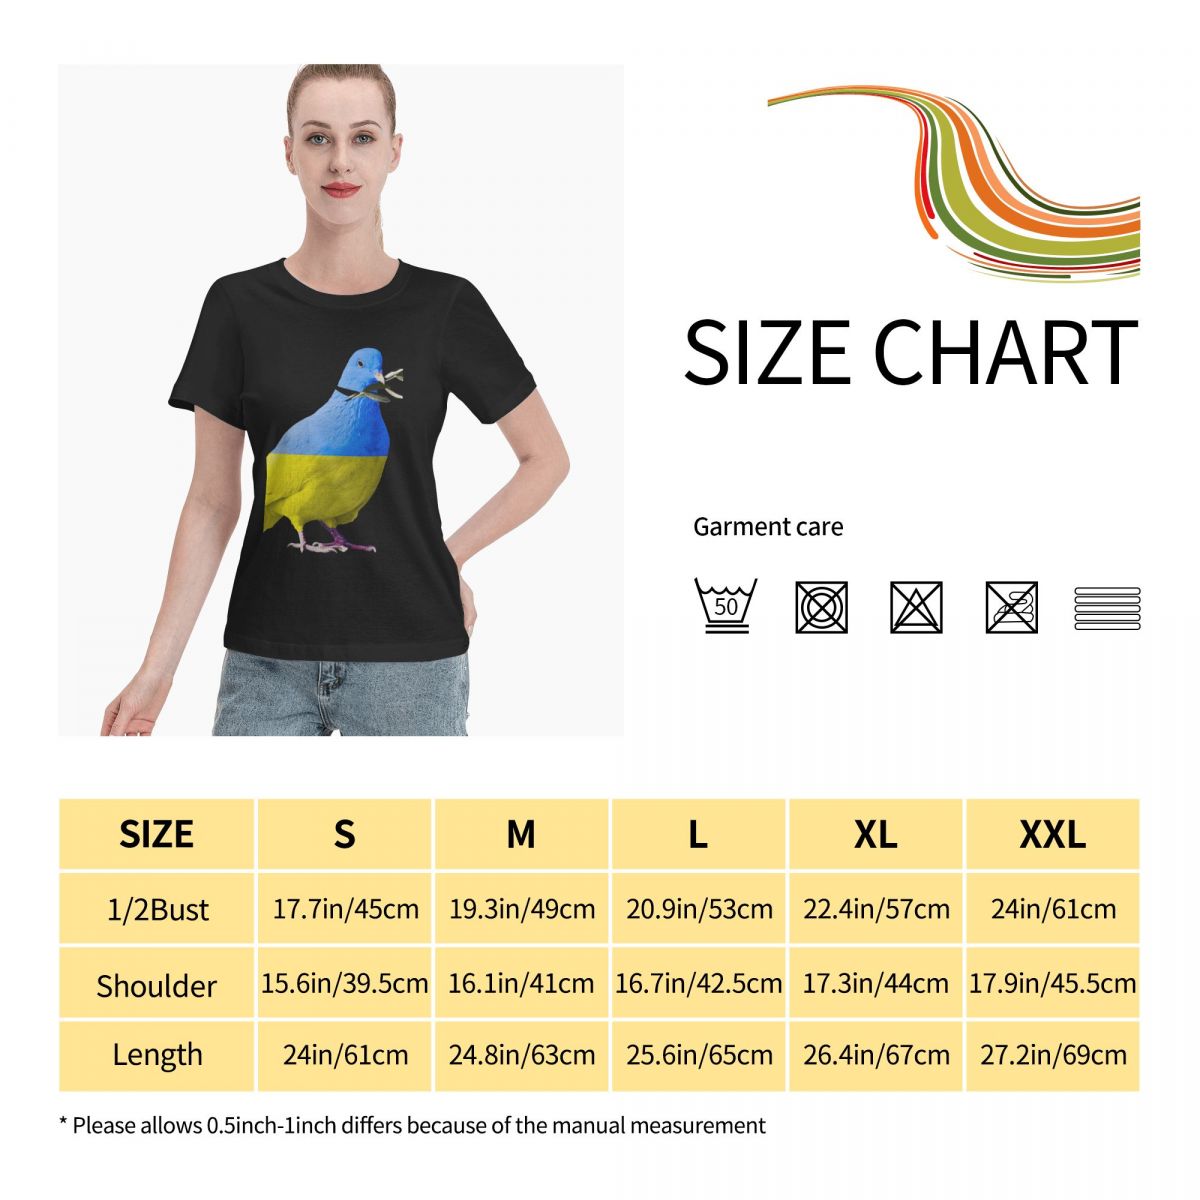 SIZE CHART
Garment care
50
SIZE S M L XL XXL
1/2Bust 17.7in/45cm 19.3in/49cm 20.9in/53cm 22.4in/57cm 24in/61cm
Shoulder 15.6in/39.5cm 16.1in/41cm 16.7in/42.5cm 17.3in/44cm 17.9in/45.5cm
Length 24in/61cm 24.8in/63cm 25.6in/65cm 26.4in/67cm 27.2in/69cm
* Please allows 0.5inch-1inch differs because of the manual measurement